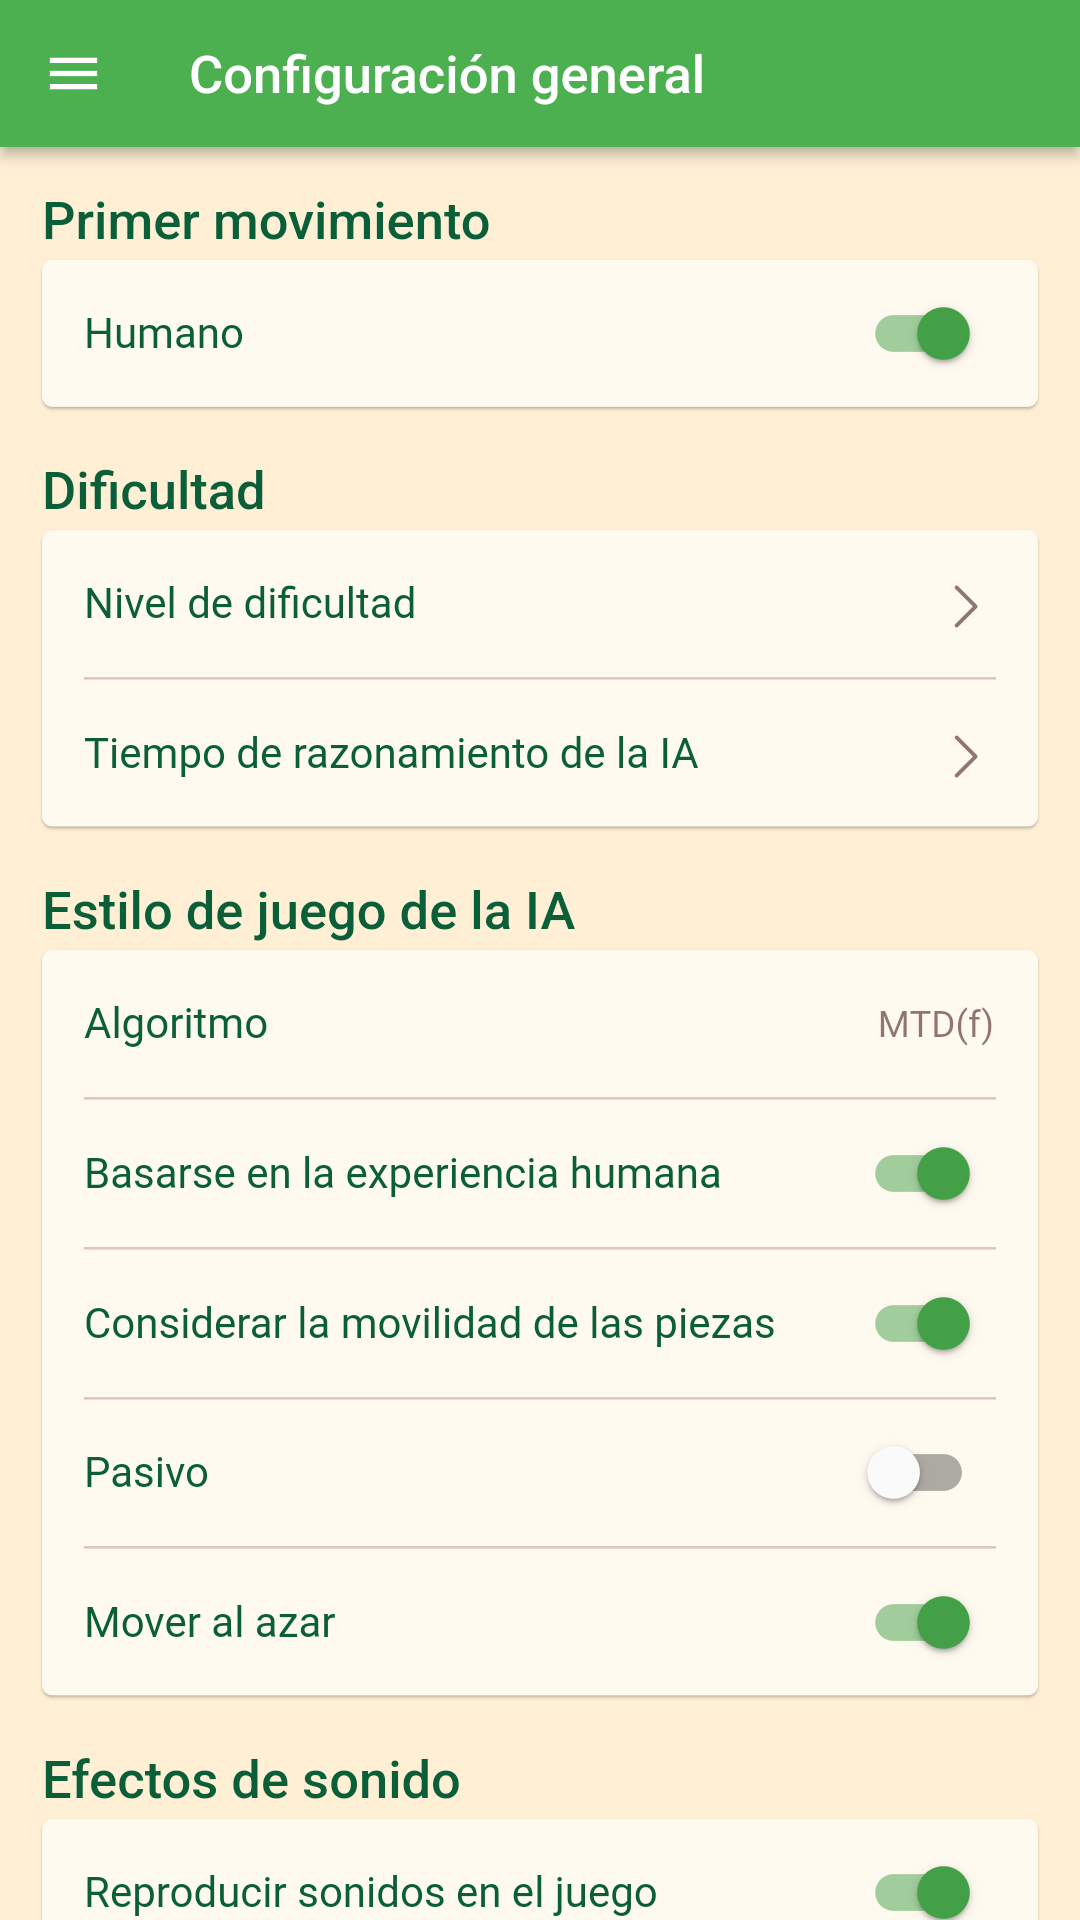 Configuración general
Primer movimiento
Humano
Dificultad
Nivel de dificultad
Tiempo de razonamiento de la IA
Estilo de juego de la IA
Algoritmo MTD(f)
Basarse en la experiencia humana
Considerar la movilidad de las piezas
Pasivo
Mover al azar
Efectos de sonido
Reproducir sonidos en el juego